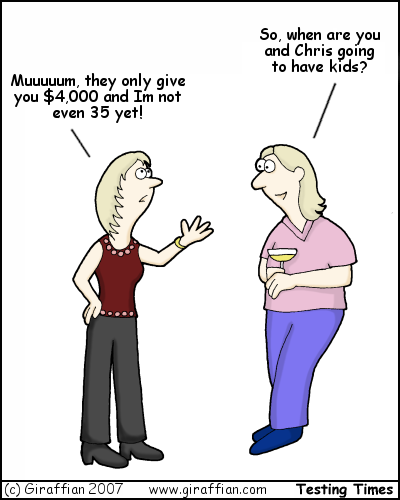 So, when are you
and Chris going
to have kids?
Muuuuum, they only give
you $4,000 and Im not
even 35 yet!
(c) Giraffian 2007
www.giraffian.com
Testing Times